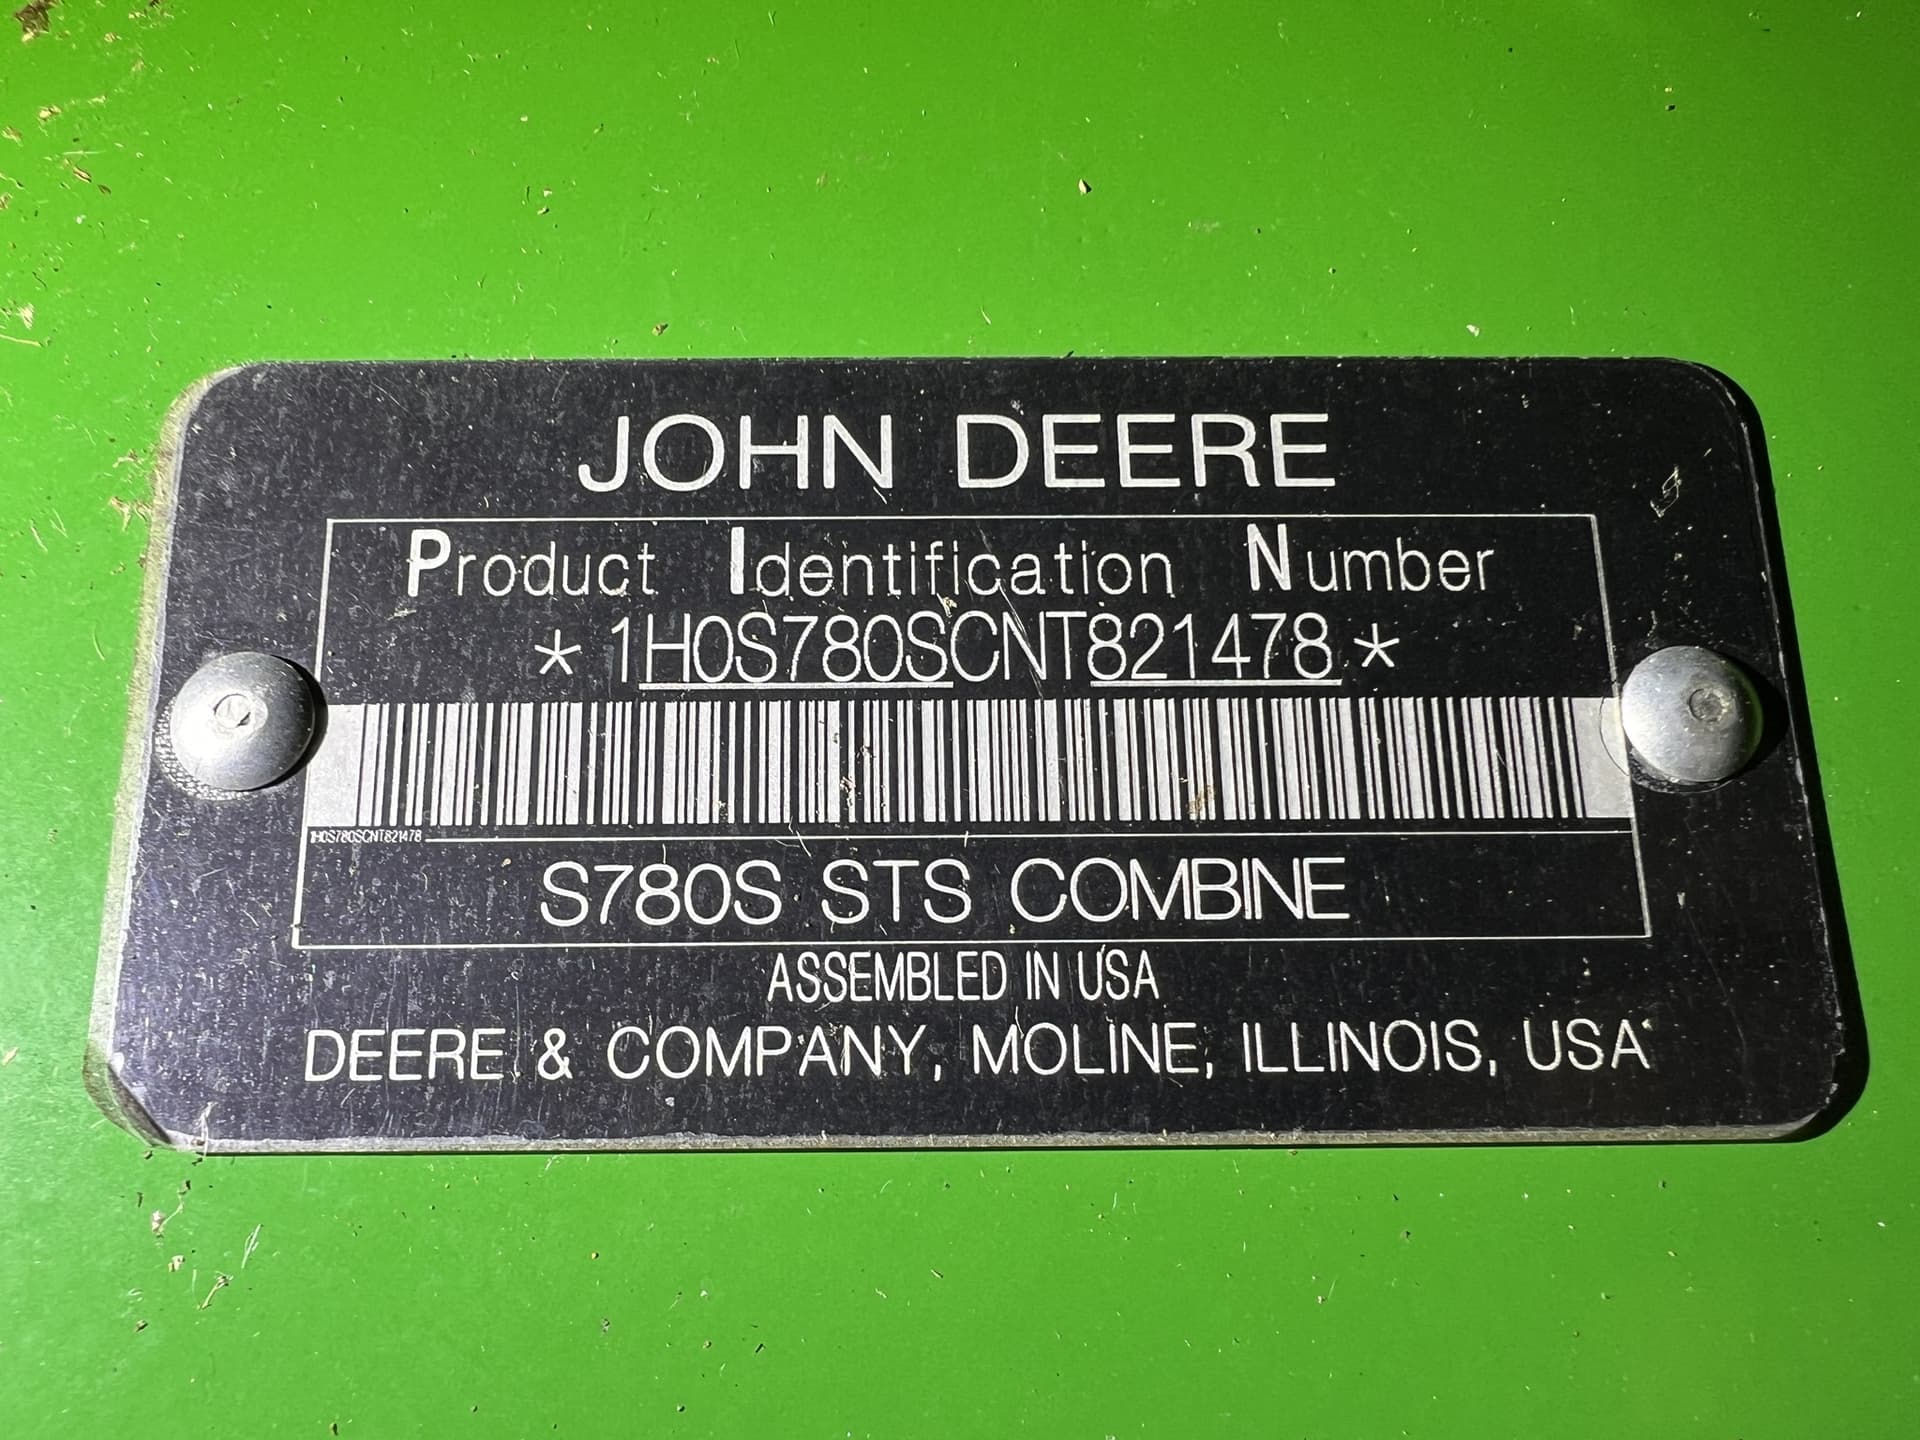 JOHN DEERE
Product Identification Number
* 1H0S780SCNT821478 *
1H0S780SCNT821478
S780S STS COMBINE
ASSEMBLED IN USA
DEERE & COMPANY, MOLINE, ILLINOIS, USA